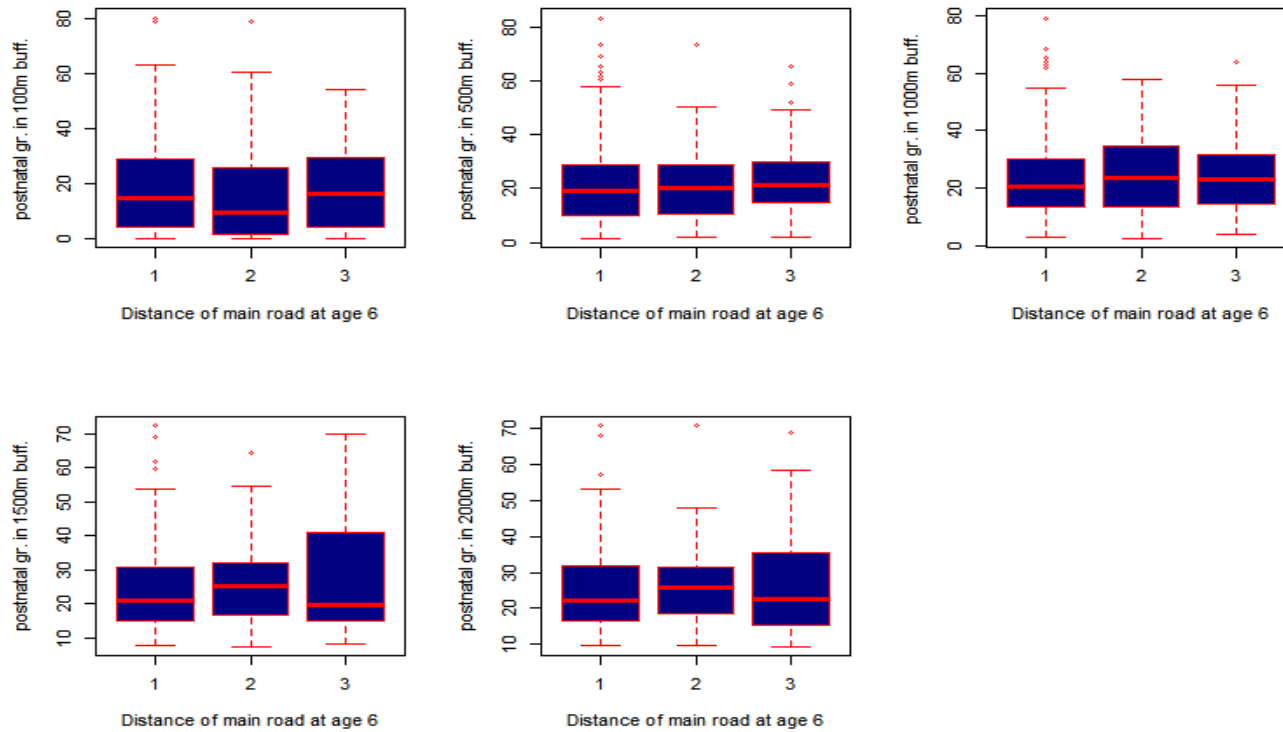 postnatal gr. in 100m buff.
80
60
40
20
0
1 2 3
Distance of main road at age 6
postnatal gr. in 500m buff.
80
60
40
20
0
1 2 3
Distance of main road at age 6
postnatal gr. in 1000m buff.
80
60
40
20
0
1 2 3
Distance of main road at age 6
postnatal gr. in 1500m buff.
70
60
50
40
30
20
10
1 2 3
Distance of main road at age 6
postnatal gr. in 2000m buff.
70
60
50
40
30
20
10
1 2 3
Distance of main road at age 6